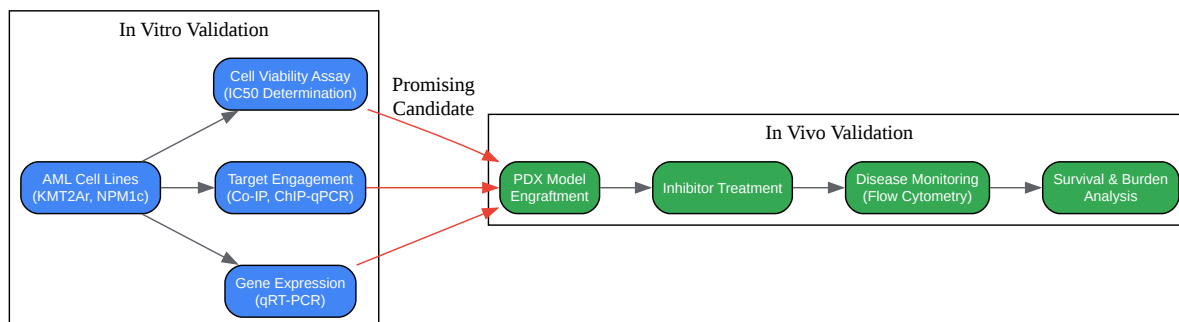 In Vitro Validation
Cell Viability Assay
(IC50 Determination)
Promising
Candidate
In Vivo Validation
AML Cell Lines
(KMT2Ar, NPM1c)
Target Engagement
(Co-IP, ChIP-qPCR)
PDX Model
Engraftment
Inhibitor Treatment
Disease Monitoring
(Flow Cytometry)
Survival & Burden
Analysis
Gene Expression
(qRT-PCR)